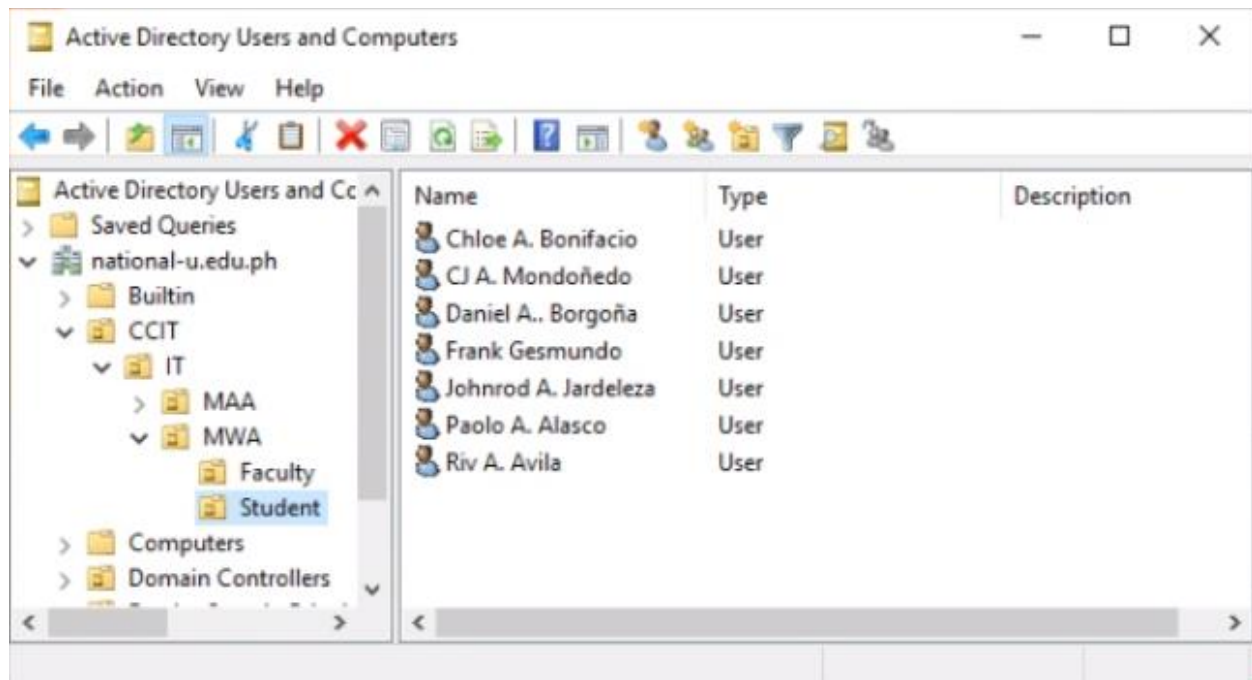 Active Directory Users and Computers
File Action View Help
Active Directory Users and Cc
Saved Queries
national-u.edu.ph
Builtin
CCIT
IT
MAA
MWA
Faculty
Student
Computers
Domain Controllers
Name Type Description
Chloe A. Bonifacio User
CJ A. Mondoñedo User
Daniel A.. Borgoña User
Frank Gesmundo User
Johnrod A. Jardeleza User
Paolo A. Alasco User
Riv A. Avila User